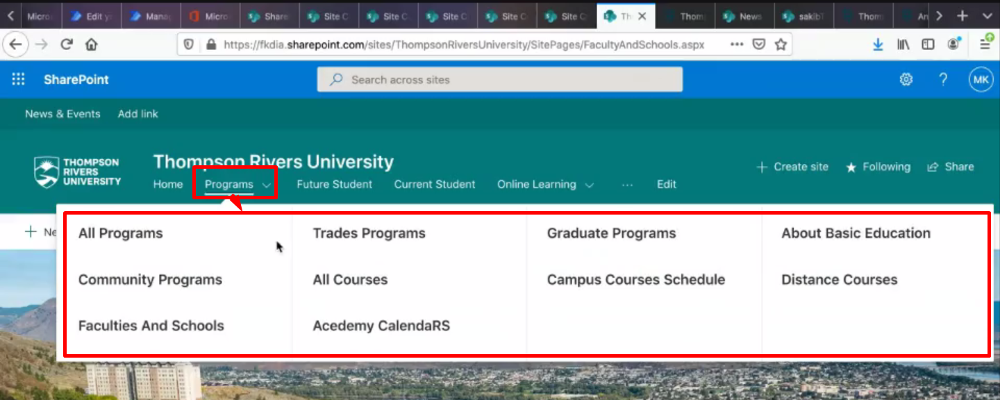 Micro
Edit y
Manag
Micro
Share
Site C
Site C
Site C
Site C
Site C
Th
Thom
News
sakibT
Thom
An
https://fkdia.sharepoint.com/sites/ThompsonRiversUniversity/SitePages/FacultyAndSchools.aspx
SharePoint
Search across sites
MK
News & Events Add link
THOMPSON
RIVERS
UNIVERSITY
Thompson Rivers University
Home Programs Future Student Current Student Online Learning ... Edit
Create site Following Share
+ Ne
All Programs Trades Programs Graduate Programs About Basic Education
Community Programs All Courses Campus Courses Schedule Distance Courses
Faculties And Schools Acedemy CalendaRS